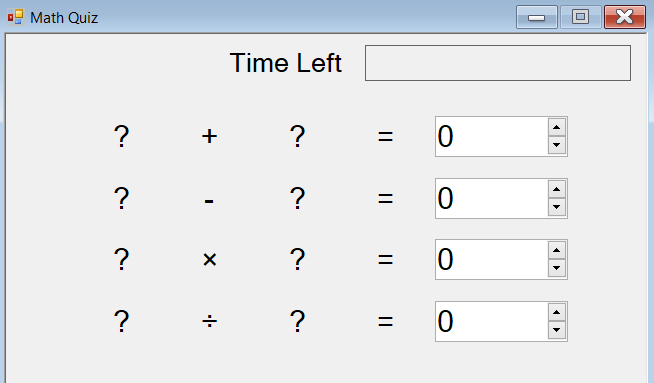 Math Quiz
Time Left
? + ? = 0
? - ? = 0
? × ? = 0
? ÷ ? = 0